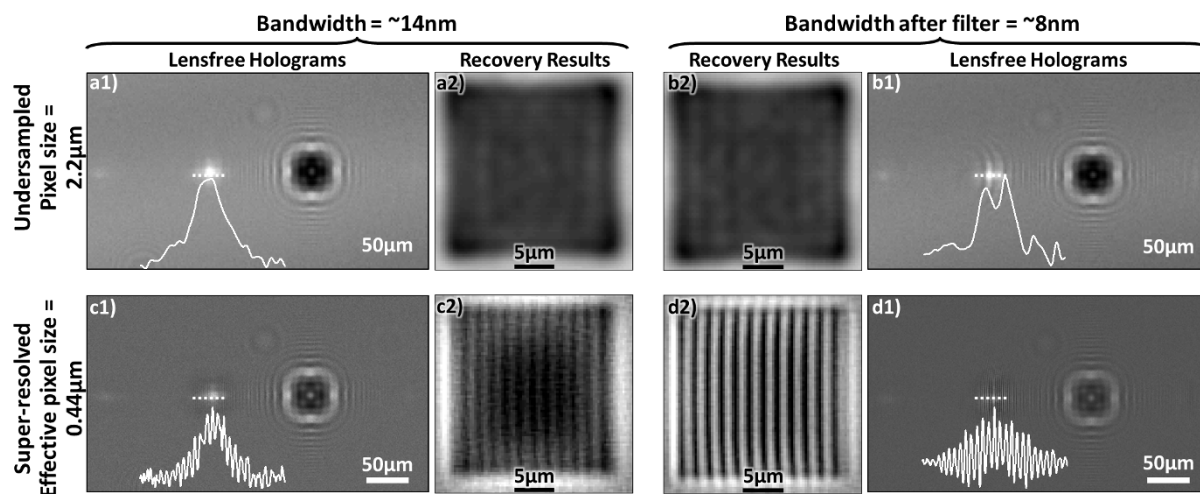 Bandwidth = ~14nm
Bandwidth after filter = ~8nm
Lensfree Holograms
Recovery Results
Recovery Results
Lensfree Holograms
Undersampled
Pixel size =
2.2µm
a1)
50µm
a2)
5µm
b2)
5µm
b1)
50µm
Super-resolved
Effective pixel size =
0.44µm
c1)
50µm
c2)
5µm
d2)
5µm
d1)
50µm